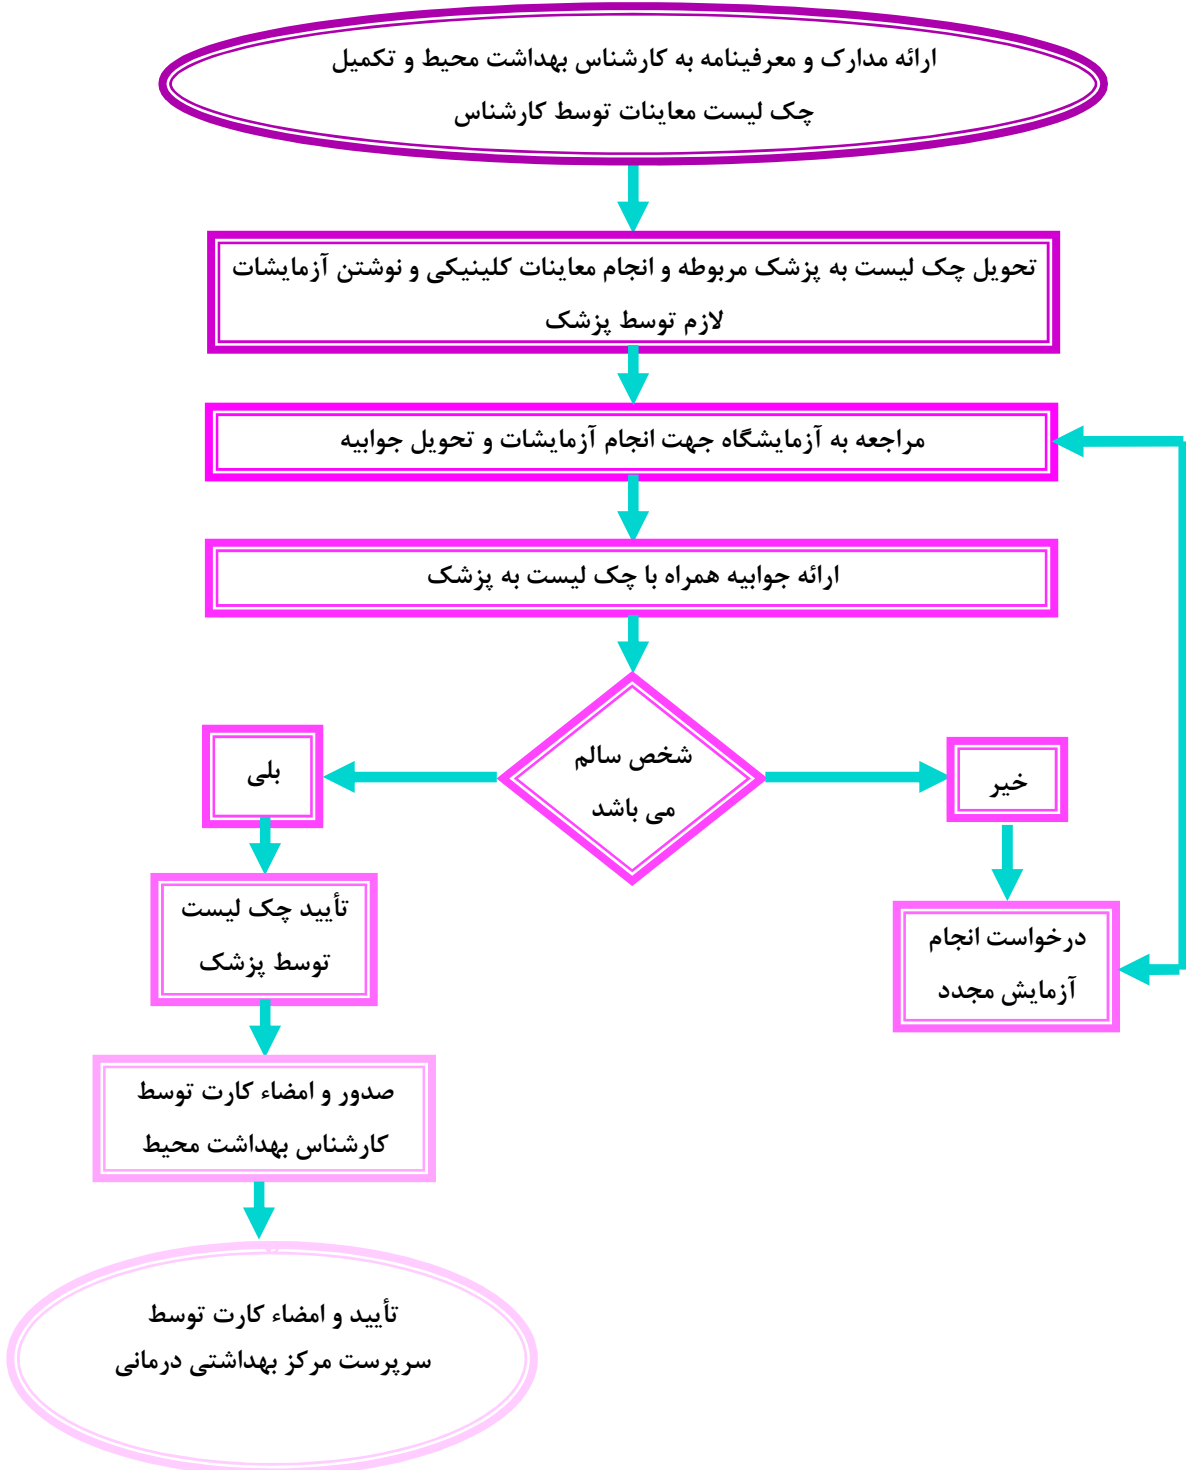 ارائه مدارک و معرفینامه به کارشناس بهداشت محیط و تکمیل
چک لیست معاینات توسط کارشناس
تحویل چک لیست به پزشک مربوطه و انجام معاینات کلینیکی و نوشتن آزمایشات
لازم توسط پزشک
مراجعه به آزمایشگاه جهت انجام آزمایشات و تحویل جوابیه
ارائه جوابیه همراه با چک لیست به پزشک
شخص سالم
می باشد
خیر
بلی
درخواست انجام
آزمایش مجدد
تأیید چک لیست
توسط پزشک
صدور و امضاء کارت توسط
کارشناس بهداشت محیط
تأیید و امضاء کارت توسط
سرپرست مرکز بهداشتی درمانی